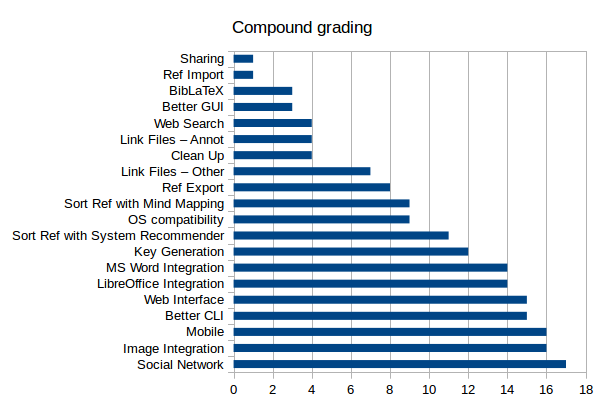 Compound grading
Sharing
Ref Import
BibLaTeX
Better GUI
Web Search
Link Files – Annot
Clean Up
Link Files – Other
Ref Export
Sort Ref with Mind Mapping
OS compatibility
Sort Ref with System Recommender
Key Generation
MS Word Integration
LibreOffice Integration
Web Interface
Better CLI
Mobile
Image Integration
Social Network
0 2 4 6 8 10 12 14 16 18